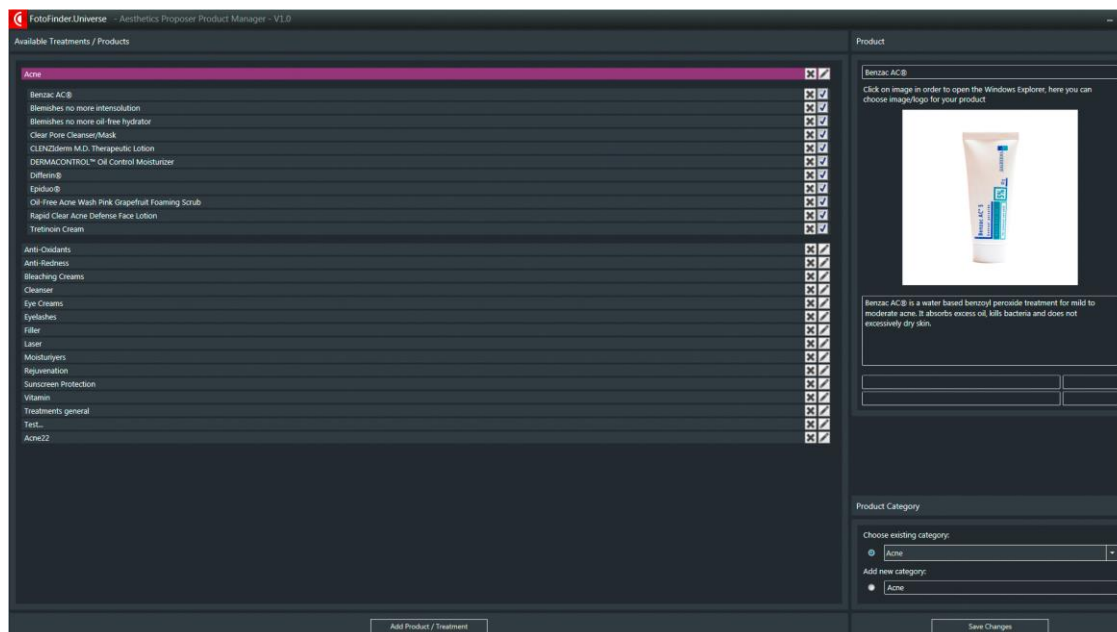 FotoFinder.Universe - Aesthetics Proposer Product Manager - V1.0
Available Treatments / Products
Acne
Benzac AC®
Blemishes no more intensolution
Blemishes no more oil-free hydrator
Clear Pore Cleanser/Mask
CLENZIderm M.D. Therapeutic Lotion
DERMACONTROL™ Oil Control Moisturizer
Differin®
Epiduo®
Oil-Free Acne Wash Pink Grapefruit Foaming Scrub
Rapid Clear Acne Defense Face Lotion
Tretinoin Cream
Anti-Oxidants
Anti-Redness
Bleaching Creams
Cleanser
Eye Creams
Eyelashes
Filler
Laser
Moisturiyers
Rejuvenation
Sunscreen Protection
Vitamin
Treatments general
Test...
Acne22
Add Product / Treatment
Product
Benzac AC®
Click on image in order to open the Windows Explorer, here you can
choose image/logo for your product
Benzac AC® 5
5%
Benzac AC® is a water based benzoyl peroxide treatment for mild to
moderate acne. It absorbs excess oil, kills bacteria and does not
excessively dry skin.
Product Category
Choose existing category:
Acne
Add new category:
Acne
Save Changes